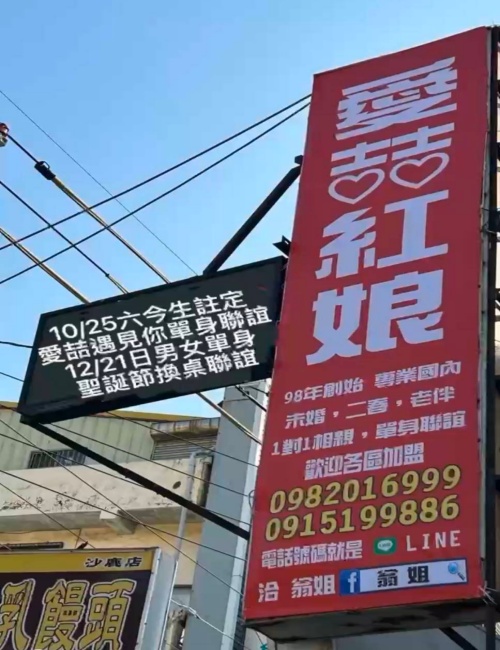 愛囍紅娘
98年創始 專業國內
未婚，二春，老伴
1對1相親，單身聯誼
歡迎各區加盟
0982016999
0915199886
電話號碼就是 LINE
洽 翁姐 f 翁 姐
10/25六今生註定
愛喆遇見你單身聯誼
12/21日男女單身
聖誕節換桌聯誼
沙鹿店
乳饅頭